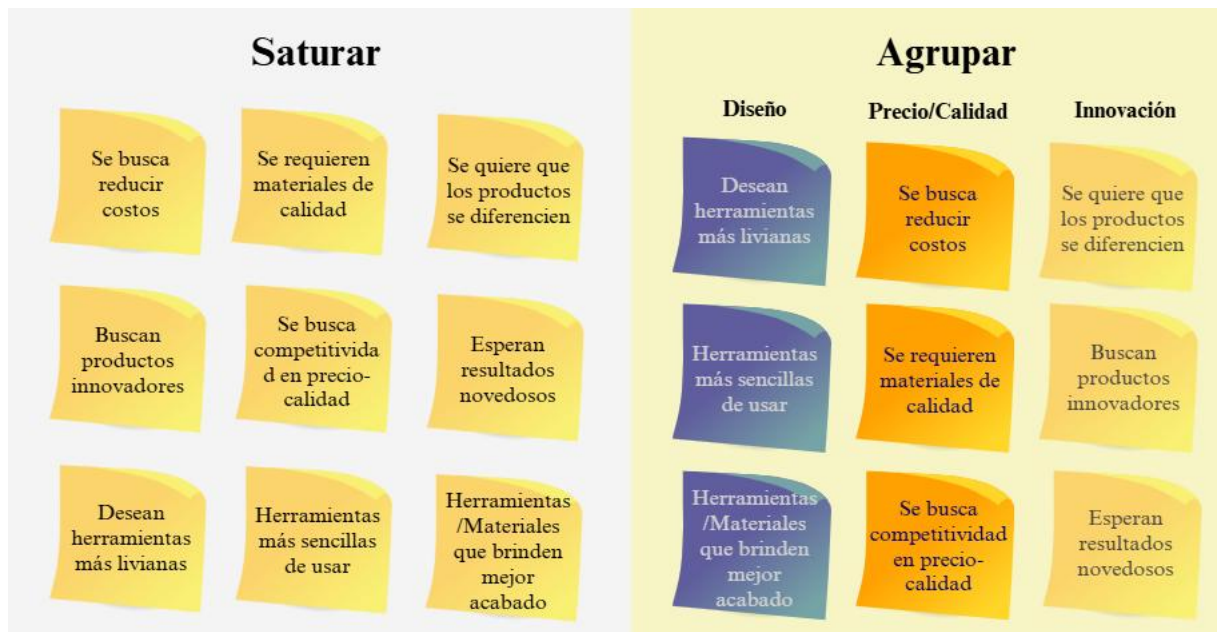 Saturar
Se busca
reducir
costos
Se requieren
materiales de
calidad
Se quiere que
los productos
se diferencien
Buscan
productos
innovadores
Se busca
competitivida
d en precio-
calidad
Esperan
resultados
novedosos
Desean
herramientas
más livianas
Herramientas
más sencillas
de usar
Herramientas
/Materiales
que brinden
mejor
acabado
Agrupar
Diseño
Precio/Calidad
Innovación
Desean
herramientas
más livianas
Se busca
reducir
costos
Se quiere que
los productos
se diferencien
Herramientas
más sencillas
de usar
Se requieren
materiales de
calidad
Buscan
productos
innovadores
Herramientas
/Materiales
que brinden
mejor
acabado
Se busca
competitividad
en precio-
calidad
Esperan
resultados
novedosos